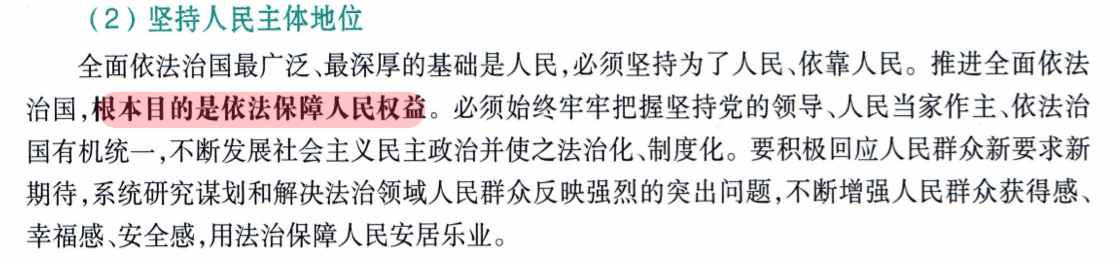 （2）坚持人民主体地位
全面依法治国最广泛、最深厚的基础是人民，必须坚持为了人民、依靠人民。推进全面依法
治国，根本目的是依法保障人民权益。必须始终牢牢把握坚持党的领导、人民当家作主、依法治
国有机统一，不断发展社会主义民主政治并使之法治化、制度化。要积极回应人民群众新要求新
期待，系统研究谋划和解决法治领域人民群众反映强烈的突出问题，不断增强人民群众获得感、
幸福感、安全感，用法治保障人民安居乐业。